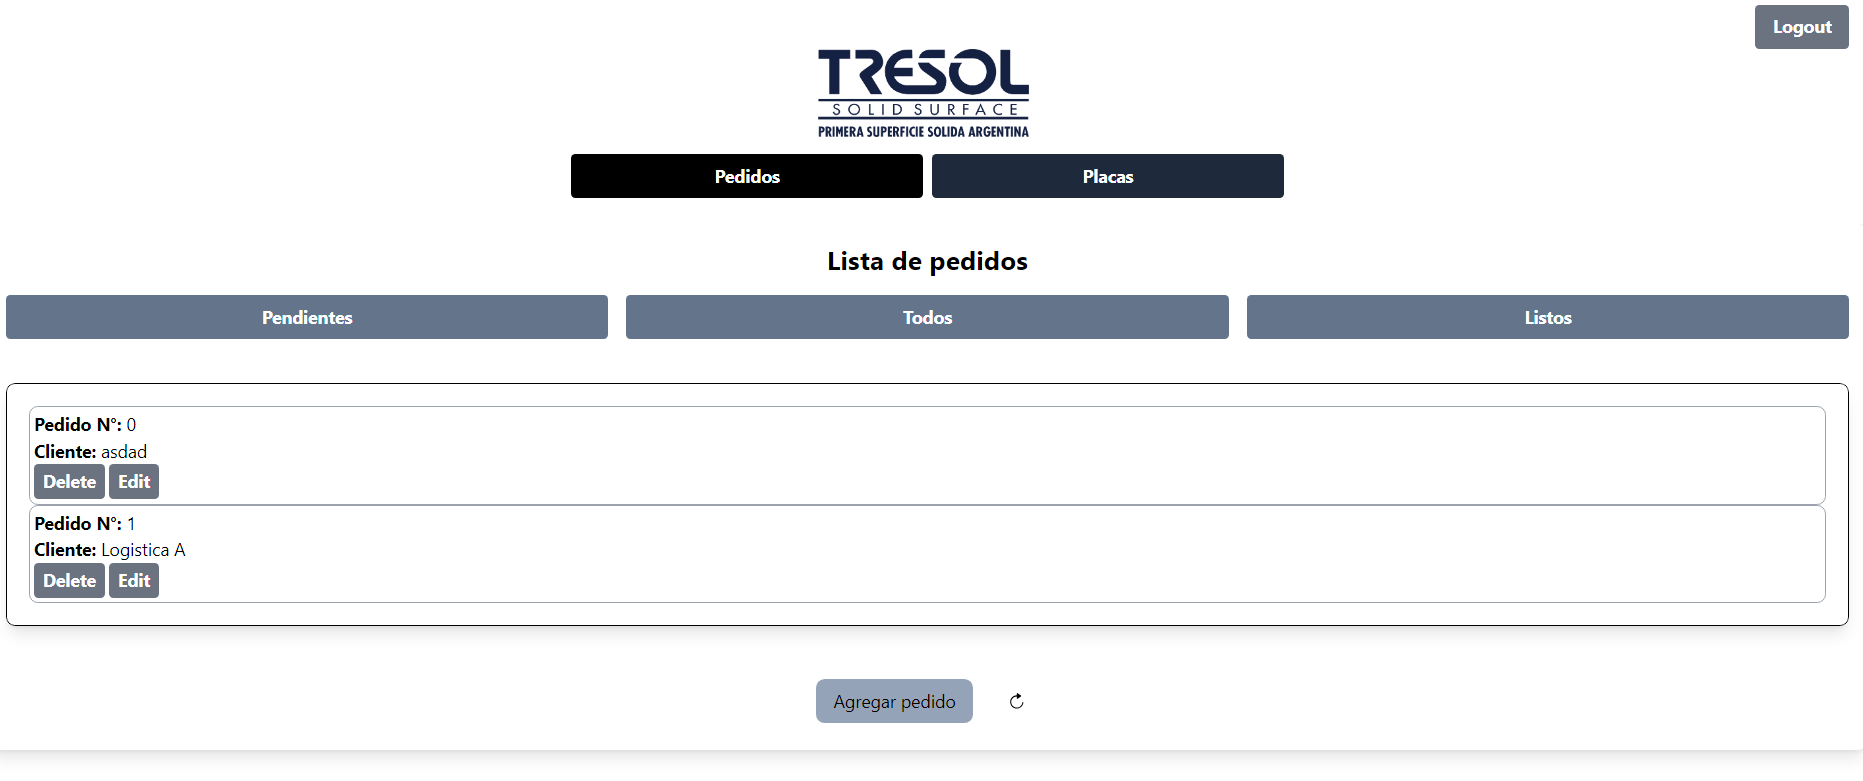 Logout
TRESOL
SOLID SURFACE
PRIMERA SUPERFICIE SOLIDA ARGENTINA
Pedidos Placas
Lista de pedidos
Pendientes Todos Listos
Pedido N°: 0
Cliente: asdad
Delete Edit
Pedido N°: 1
Cliente: Logistica A
Delete Edit
Agregar pedido